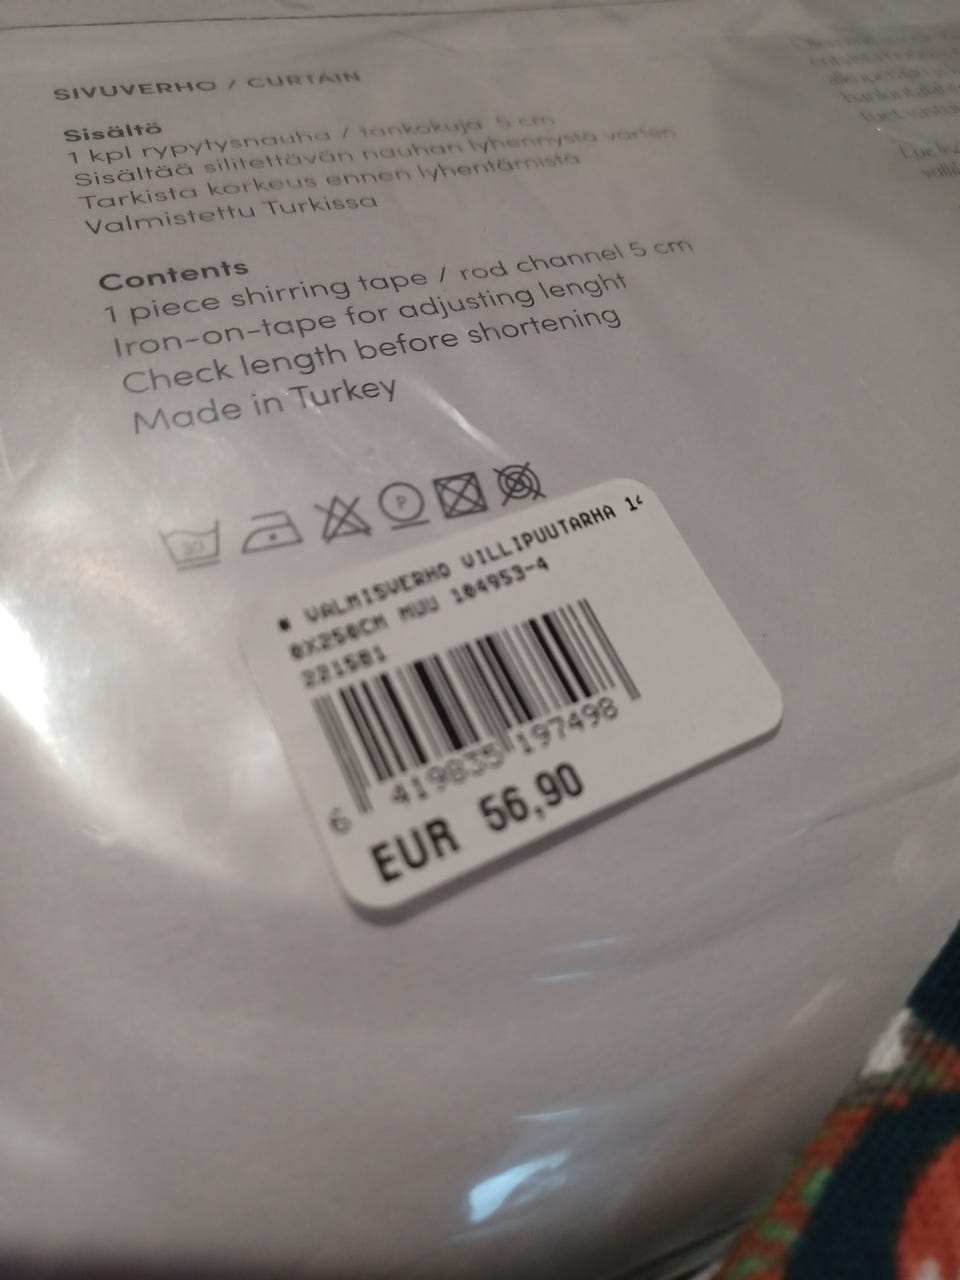 SIVUVERHO / CURTAIN
Sisältö
1 kpl rypytysnauha / tankokuja 5 cm
Sisältää silitettävän nauhan lyhennystä varten
Tarkista korkeus ennen lyhentämistä
Valmistettu Turkissa
Contents
1 piece shirring tape / rod channel 5 cm
Iron-on-tape for adjusting lenght
Check length before shortening
Made in Turkey
30
P
* VALMISVERHO VILLIPUUTARHA 14
0X250CM MUU 104953-4
221581
6 419835 197498
EUR 56,90